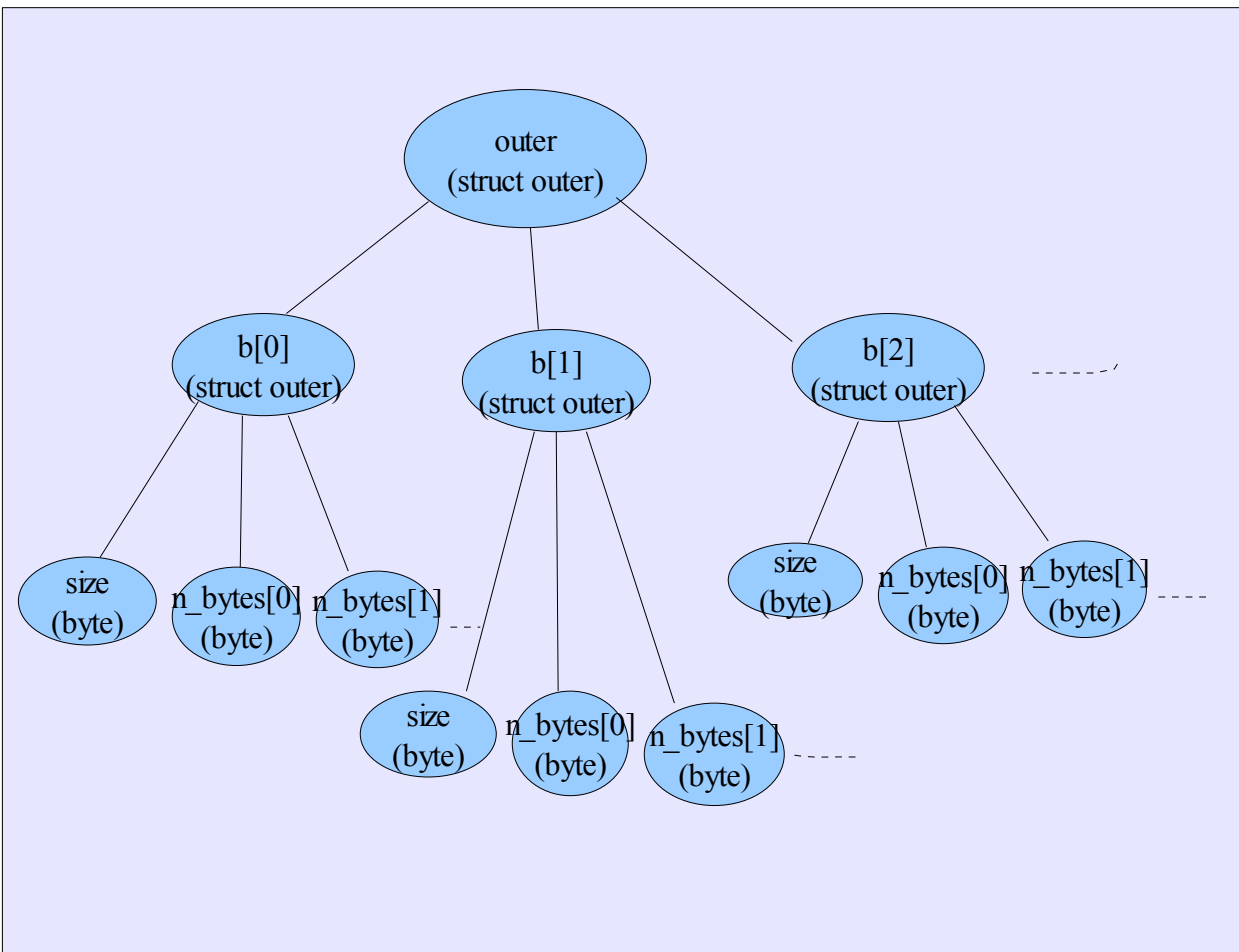 outer
(struct outer)
b[0]
(struct outer)
b[1]
(struct outer)
b[2]
(struct outer)
size
(byte)
n_bytes[0]
(byte)
n_bytes[1]
(byte)
size
(byte)
n_bytes[0]
(byte)
n_bytes[1]
(byte)
size
(byte)
n_bytes[0]
(byte)
n_bytes[1]
(byte)